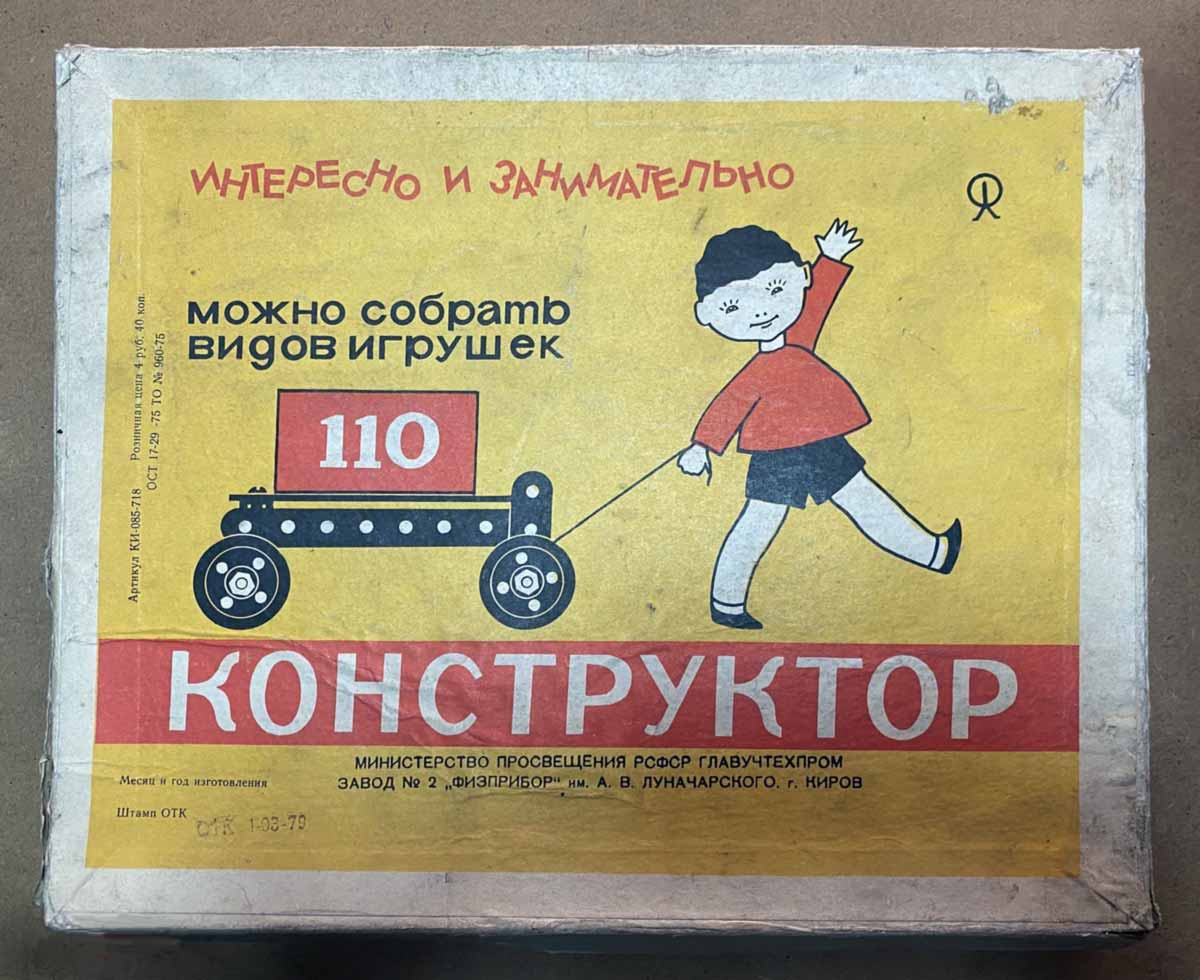 ИНТЕРЕСНО И ЗАНИМАТЕЛЬНО
можно собрать
видов игрушек
110
Артикул КИ-085-718 Розничная цена 4 руб. 40 коп.
ОСТ 17-29 -75 ТО № 960-75
КОНСТРУКТОР
МИНИСТЕРСТВО ПРОСВЕЩЕНИЯ РСФСР ГЛАВУЧТЕХПРОМ
ЗАВОД № 2 „ФИЗПРИБОР" им. А. В. ЛУНАЧАРСКОГО. г. КИРОВ
Месяц и год изготовления
Штамп ОТК
ОТК 1-03-79